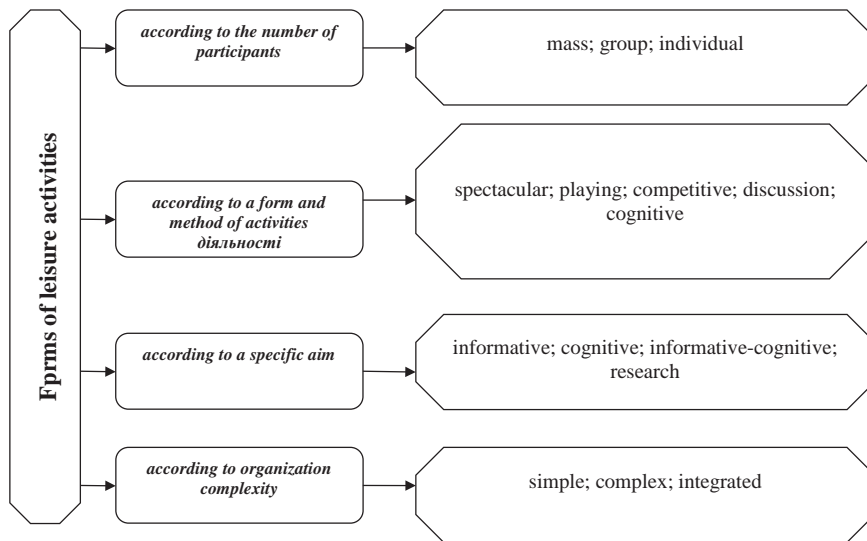 Fprms of leisure activities
according to the number of
participants
mass; group; individual
according to a form and
method of activities
діяльності
spectacular; playing; competitive; discussion;
cognitive
according to a specific aim
informative; cognitive; informative-cognitive;
research
according to organization
complexity
simple; complex; integrated